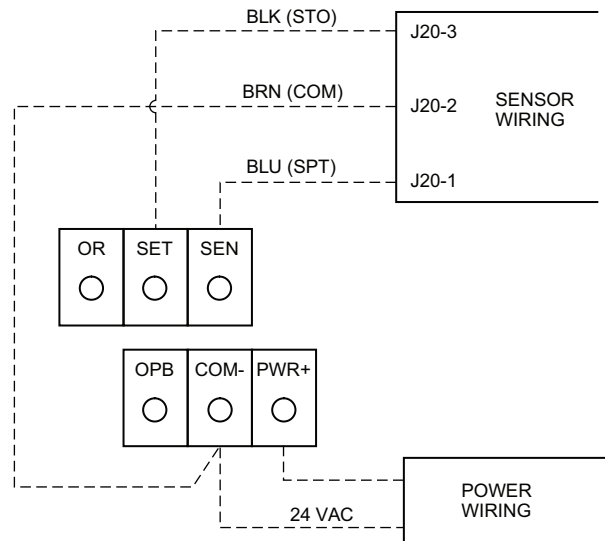 BLK (STO)
J20-3
BRN (COM)
J20-2
SENSOR
WIRING
BLU (SPT)
J20-1
OR
SET
SEN
OPB
COM-
PWR+
24 VAC
POWER
WIRING